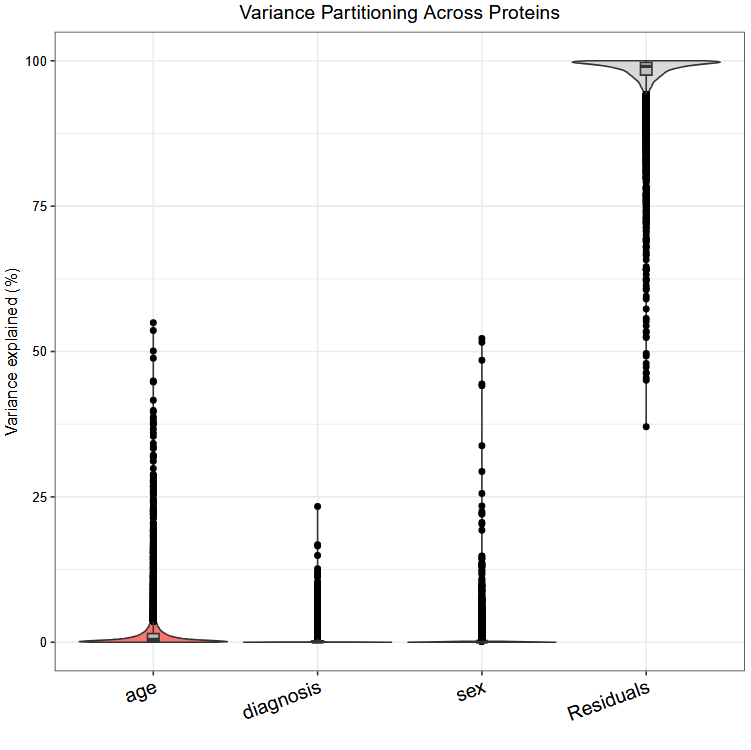 Variance Partitioning Across Proteins
Variance explained (%)
100
75
50
25
0
age
diagnosis
sex
Residuals